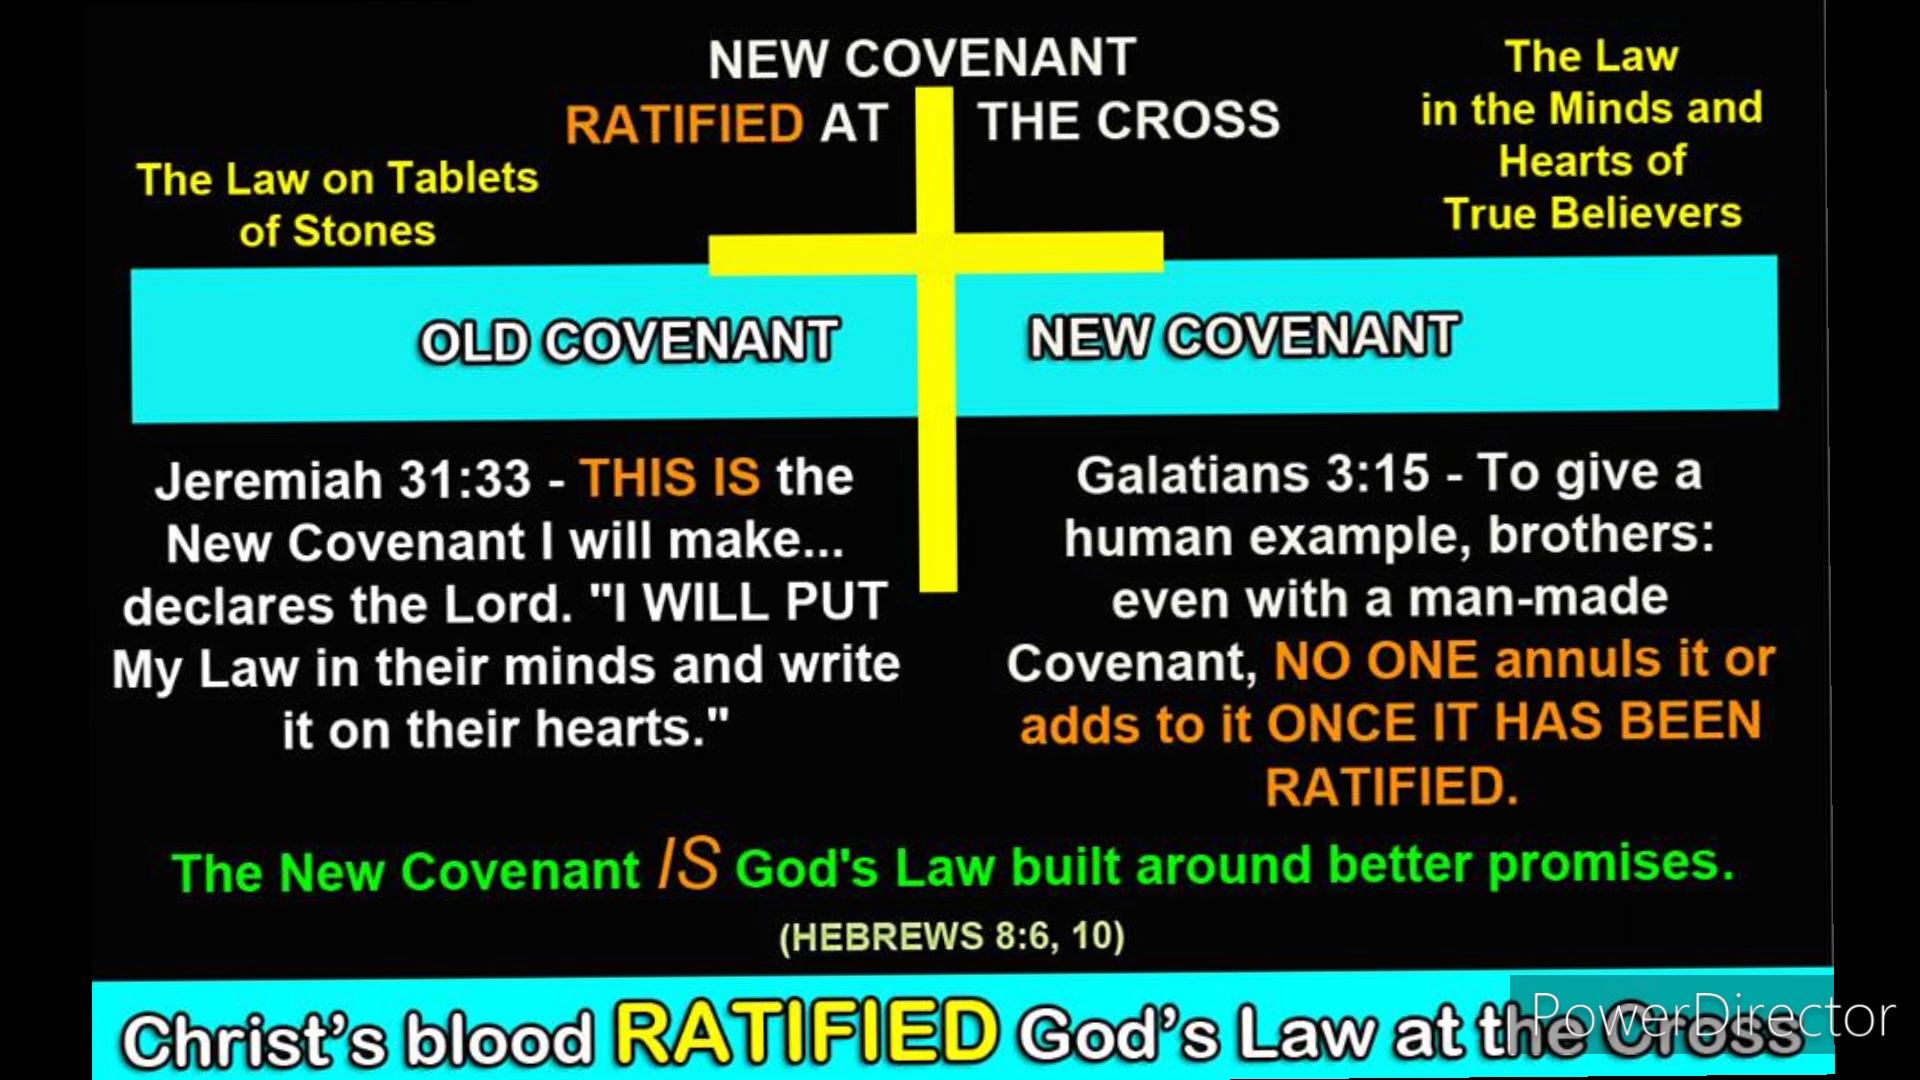 NEW COVENANT
RATIFIED AT THE CROSS
The Law on Tablets
of Stones
The Law
in the Minds and
Hearts of
True Believers
OLD COVENANT
NEW COVENANT
Jeremiah 31:33 - THIS IS the
New Covenant I will make...
declares the Lord. "I WILL PUT
My Law in their minds and write
it on their hearts."
Galatians 3:15 - To give a
human example, brothers:
even with a man-made
Covenant, NO ONE annuls it or
adds to it ONCE IT HAS BEEN
RATIFIED.
The New Covenant IS God's Law built around better promises.
(HEBREWS 8:6, 10)
Christ’s blood RATIFIED God’s Law at the Cross
PowerDirector